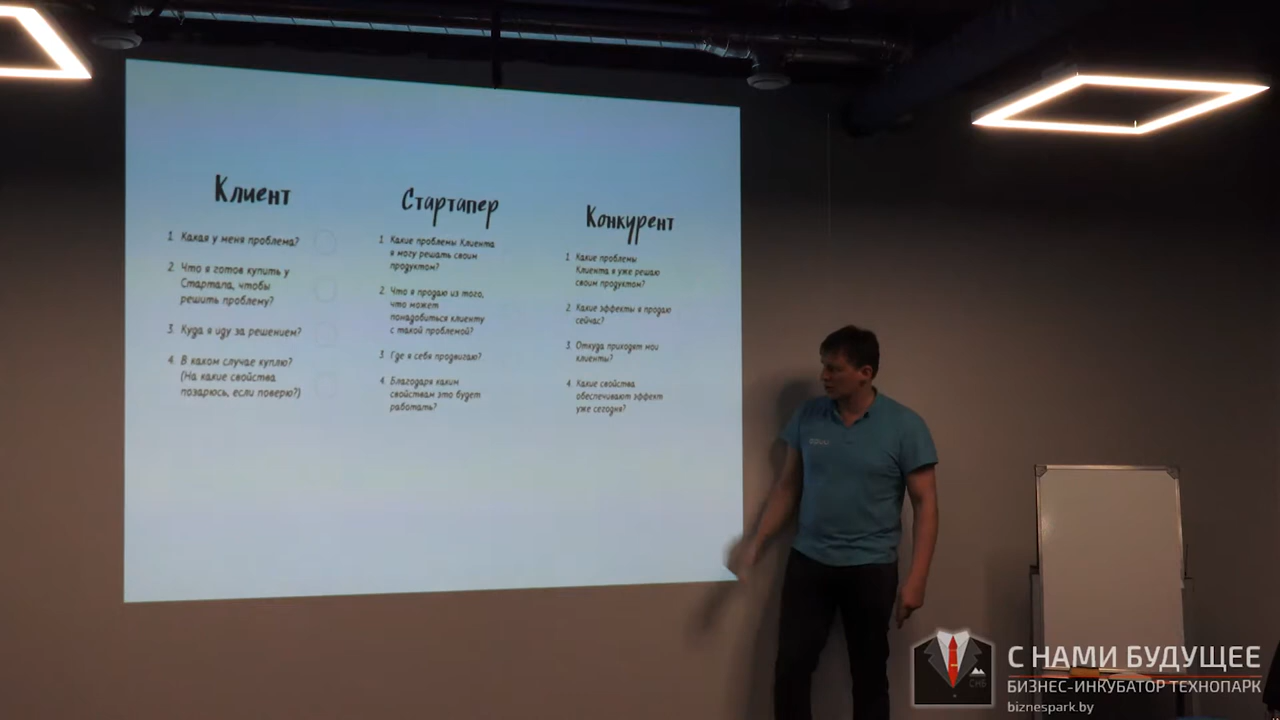 Клиент
1. Какая у меня проблема?
2. Что я готов купить у
Стартапа, чтобы
решить проблему?
3. Куда я иду за решением?
4. В каком случае куплю?
(На какие свойства
позарюсь, если поверю?)
Стартапер
1. Какие проблемы Клиента
я могу решать своим
продуктом?
2. Что я продаю из того,
что может
понадобиться клиенту
с такой проблемой?
3. Где я себя продвигаю?
4. Благодаря каким
свойствам это будет
работать?
Конкурент
1. Какие проблемы
Клиента я уже решаю
своим продуктом?
2. Какие эффекты я продаю
сейчас?
3. Откуда приходят мои
клиенты?
4. Какие свойства
обеспечивают эффект
уже сегодня?
СНБ
С НАМИ БУДУЩЕЕ
БИЗНЕС-ИНКУБАТОР ТЕХНОПАРК
biznespark.by